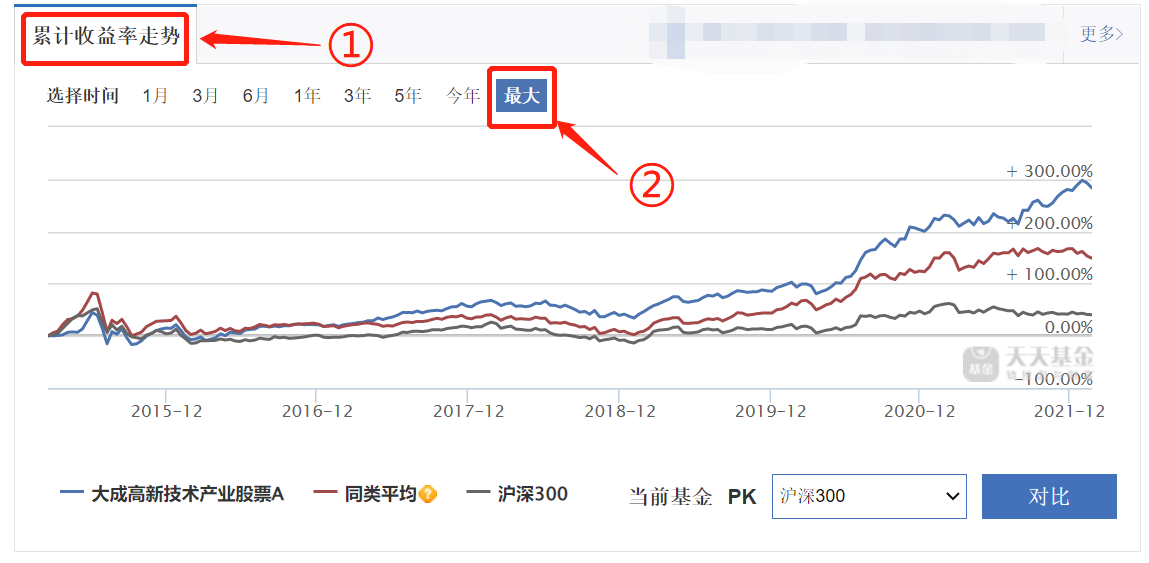 累计收益率走势
①
更多>
选择时间 1月 3月 6月 1年 3年 5年 今年 最大
②
+ 300.00%
+ 200.00%
+ 100.00%
0.00%
天天基金
基金
-100.00%
2015-12 2016-12 2017-12 2018-12 2019-12 2020-12 2021-12
大成高新技术产业股票A 同类平均? 沪深300
当前基金 PK 沪深300 对比